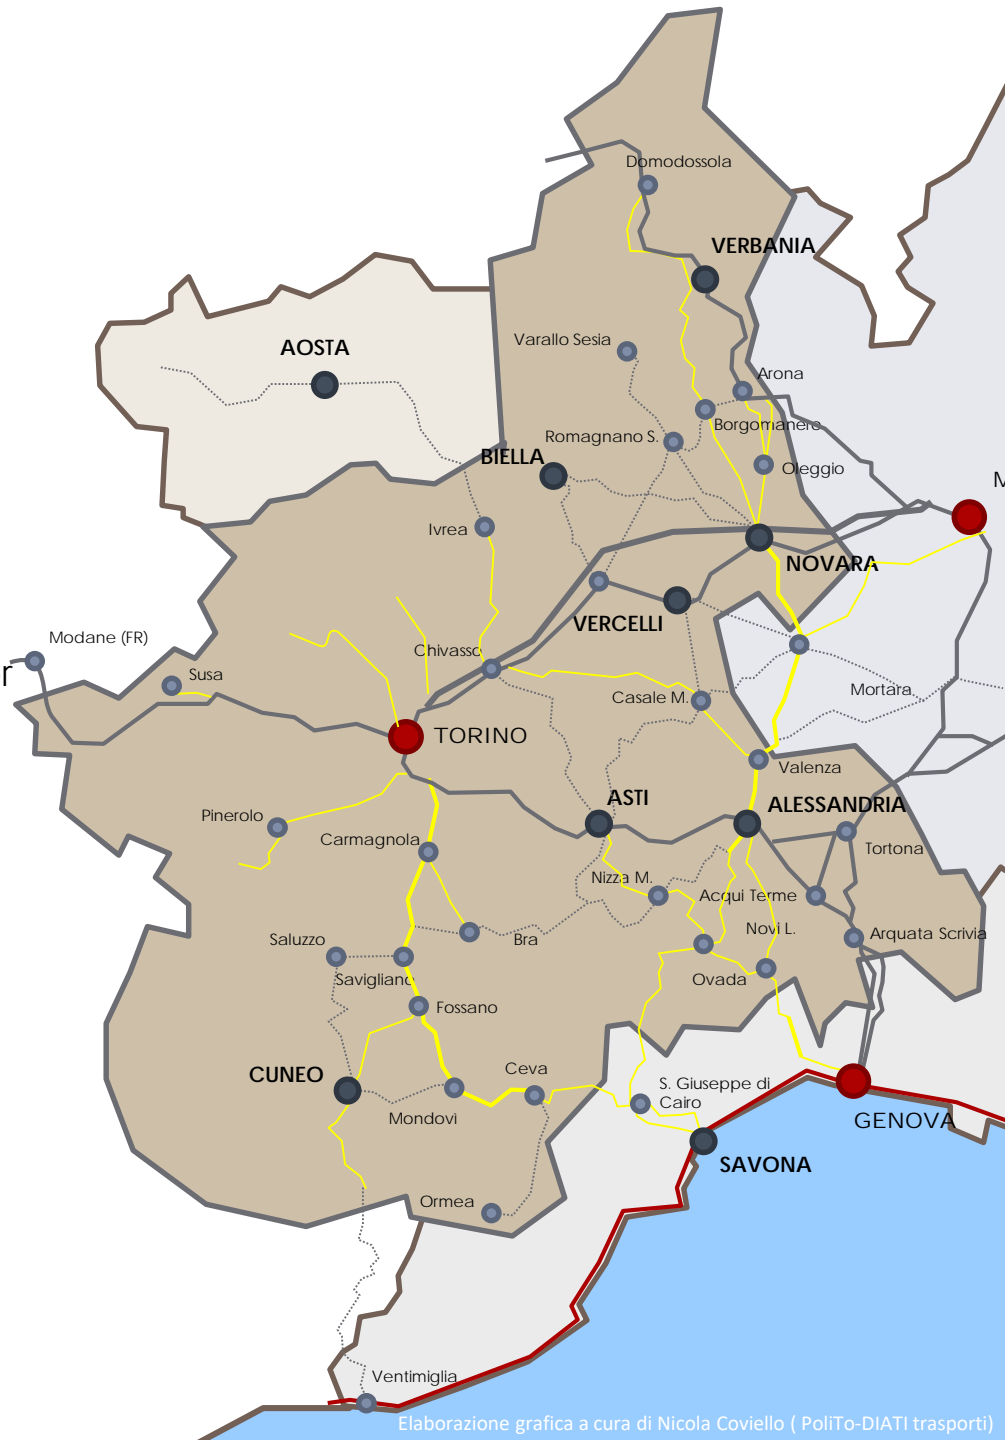 Domodossola
VERBANIA
Varallo Sesia
AOSTA
Arona
Borgomanero
Romagnano S.
BIELLA
Oleggio
M
Ivrea
NOVARA
VERCELLI
Modane (FR)
r
Chivasso
Susa
Casale M.
Mortara
TORINO
Valenza
ASTI
ALESSANDRIA
Pinerolo
Carmagnola
Tortona
Nizza M.
Acqui Terme
Saluzzo
Bra
Novi L.
Arquata Scrivia
Savigliano
Ovada
Fossano
CUNEO
Ceva
S. Giuseppe di
Cairo
Mondovì
GENOVA
SAVONA
Ormea
Ventimiglia
Elaborazione grafica a cura di Nicola Coviello ( PoliTo-DIATI trasporti)